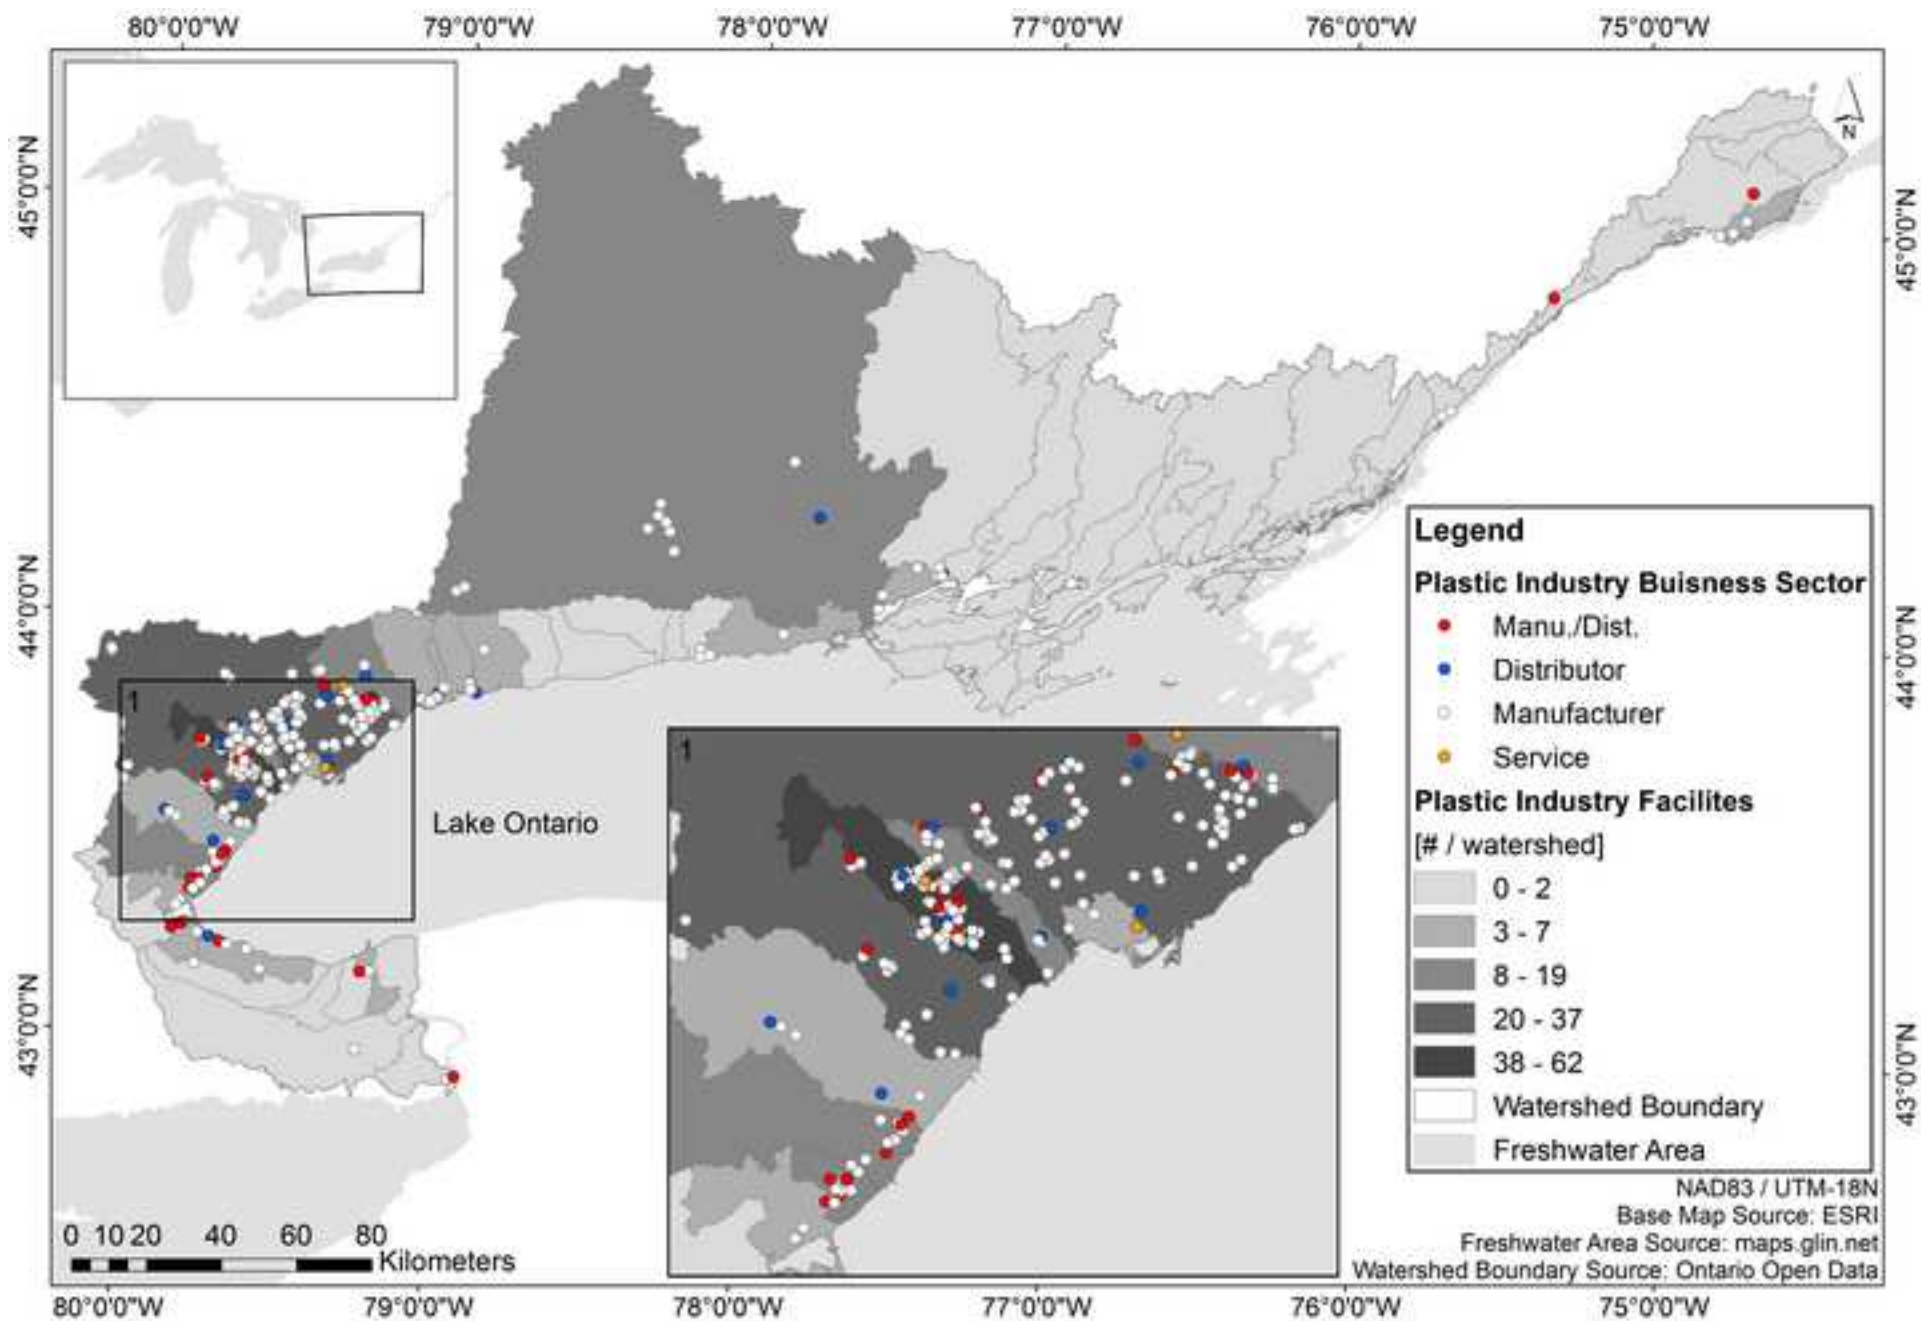 80°0'0"W 79°0'0"W 78°0'0"W 77°0'0"W 76°0'0"W 75°0'0"W
45°0'0"N
44°0'0"N
43°0'0"N
N
1
Lake Ontario
1
45°0'0"N
44°0'0"N
43°0'0"N
Legend
Plastic Industry Buisness Sector
Manu./Dist.
Distributor
Manufacturer
Service
Plastic Industry Facilites
[# / watershed]
0 - 2
3 - 7
8 - 19
20 - 37
38 - 62
Watershed Boundary
Freshwater Area
NAD83 / UTM-18N
Base Map Source: ESRI
Freshwater Area Source: maps.glin.net
Watershed Boundary Source: Ontario Open Data
0 10 20 40 60 80
Kilometers
80°0'0"W 79°0'0"W 78°0'0"W 77°0'0"W 76°0'0"W 75°0'0"W